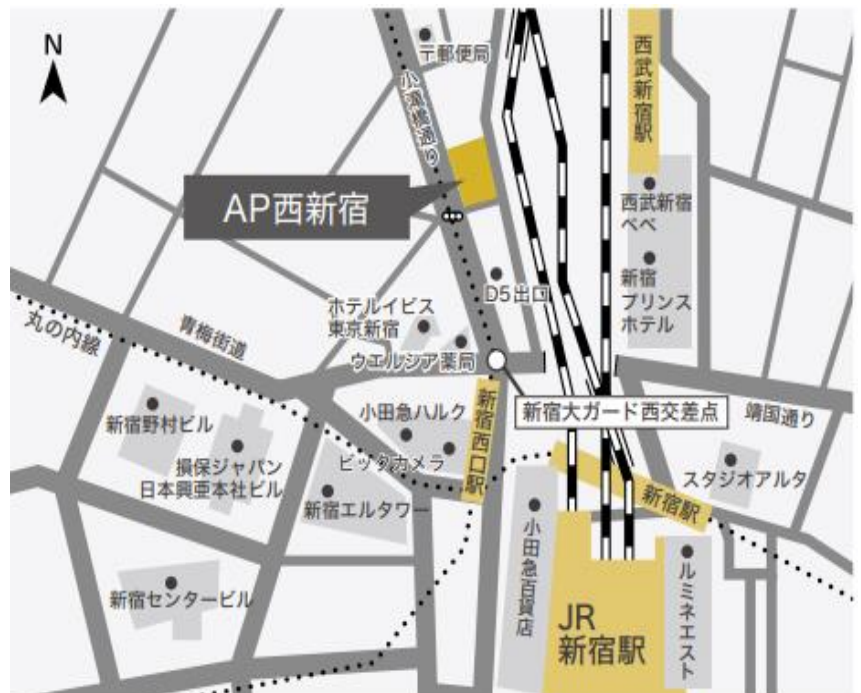 N
〒郵便局
小滝橋通り
西武新宿駅
AP西新宿
西武新宿
ペペ
新宿
プリンス
ホテル
D5出口
ホテルイビス
東京新宿
ウエルシア薬局
丸の内線
青梅街道
新宿大ガード西交差点
靖国通り
新宿西口駅
小田急ハルク
ビックカメラ
新宿野村ビル
損保ジャパン
日本興亜本社ビル
新宿エルタワー
スタジオアルタ
新宿駅
小田急百貨店
ルミネエスト
新宿センタービル
JR
新宿駅